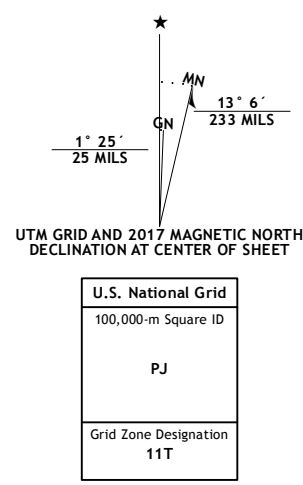 ★
MN
13° 6´
233 MILS
GN
1° 25´
25 MILS
UTM GRID AND 2017 MAGNETIC NORTH
DECLINATION AT CENTER OF SHEET
U.S. National Grid
100,000-m Square ID
PJ
Grid Zone Designation
11T